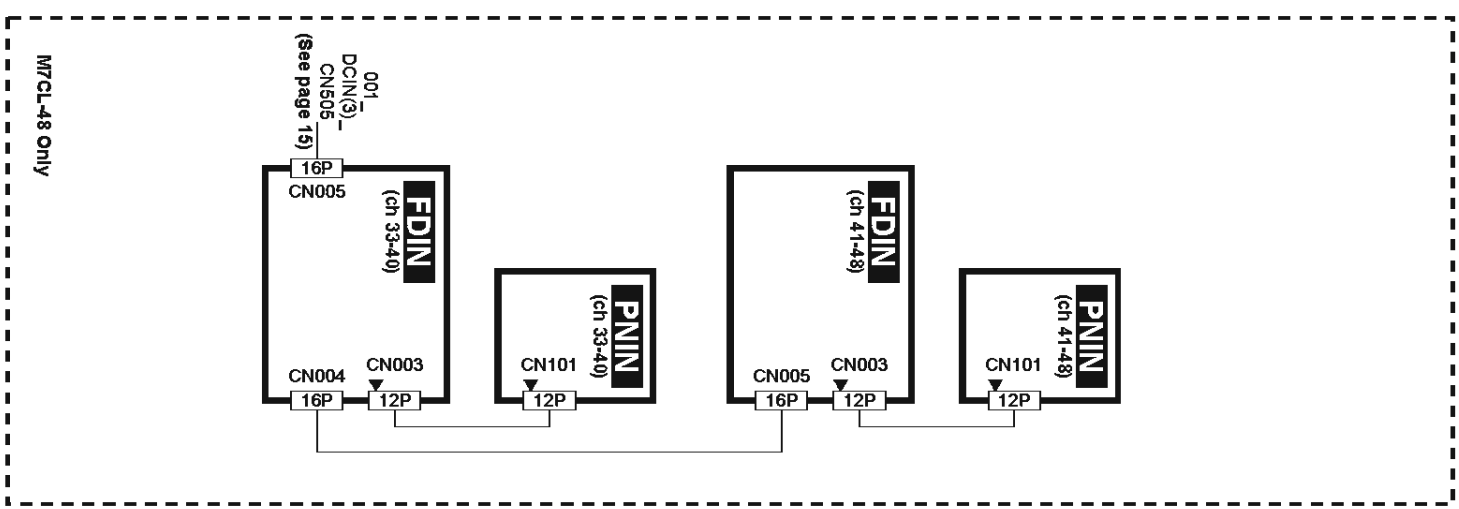 M7CL-48 Only
001_
DCIN(3)_
CN505
(See page 15)
16P
CN005
FDIN
(ch 33-40)
CN004
16P
CN003
12P
PNIN
(ch 33-40)
CN101
12P
FDIN
(ch 41-48)
CN005
16P
CN003
12P
PNIN
(ch 41-48)
CN101
12P